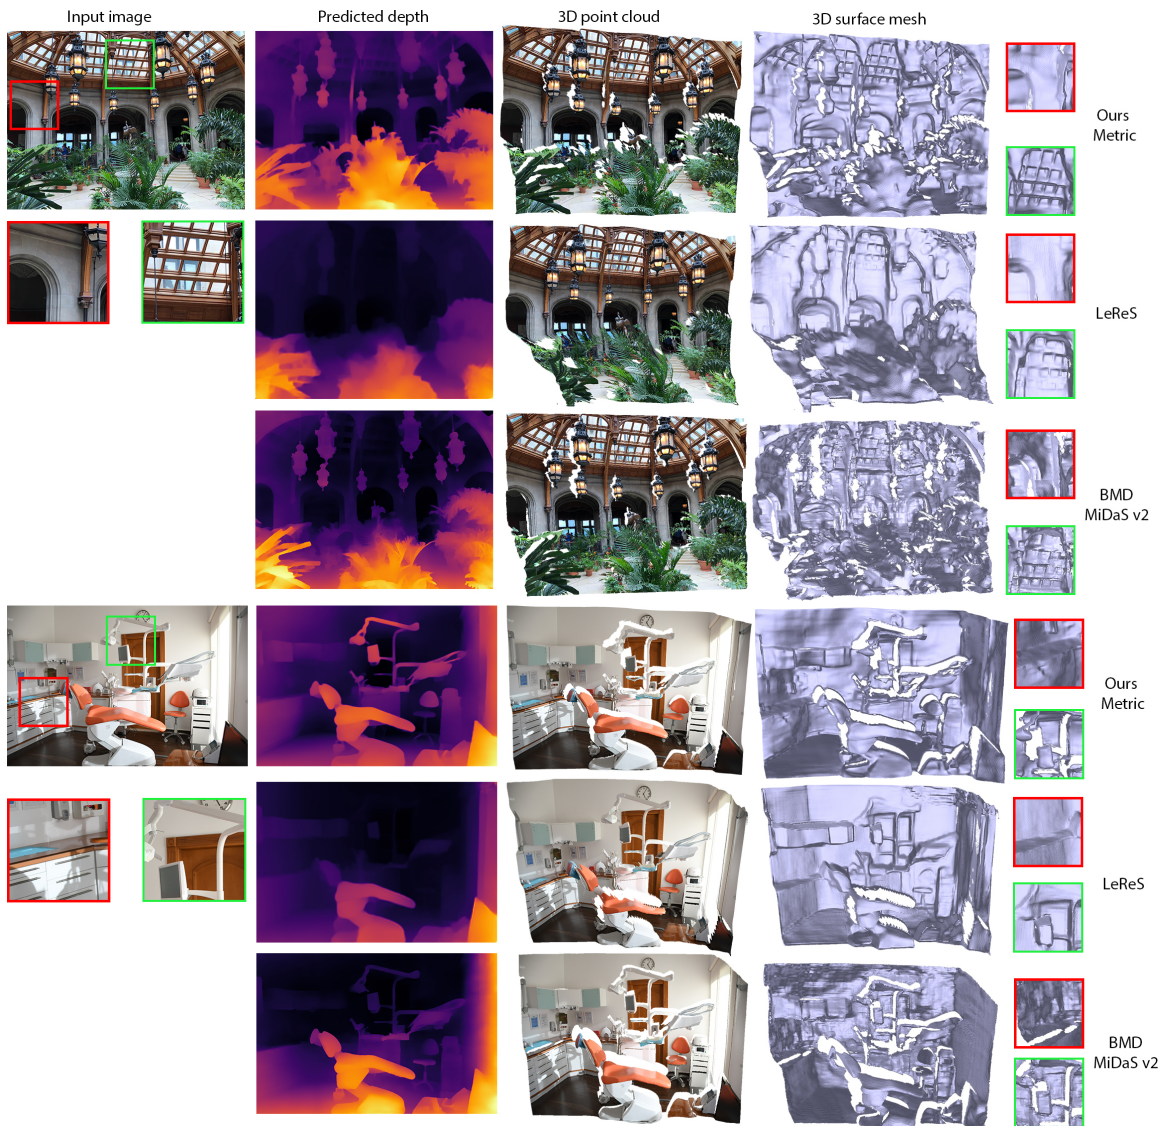 Input image
Predicted depth
3D point cloud
3D surface mesh
Ours
Metric
LeReS
BMD
MiDaS v2
Ours
Metric
LeReS
BMD
MiDaS v2